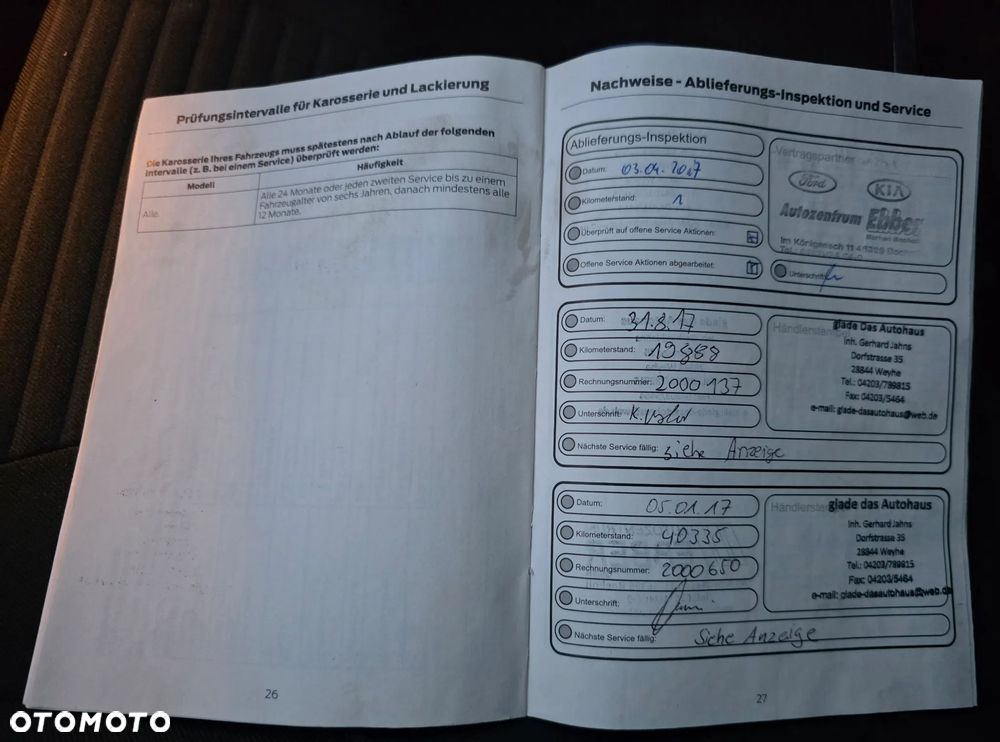 Prüfungsintervalle für Karosserie und Lackierung
Die Karosserie Ihres Fahrzeugs muss spätestens nach Ablauf der folgenden
Intervalle (z. B. bei einem Service) überprüft werden:
Modell
Häufigkeit
Alle.
Alle 24 Monate oder jeden zweiten Service bis zu einem
Fahrzeugalter von sechs Jahren, danach mindestens alle
12 Monate.
26
Nachweise - Ablieferungs-Inspektion und Service
Ablieferungs-Inspektion
Datum: 03.04.2017
Kilometerstand: 1
Überprüft auf offene Service Aktionen:
Offene Service Aktionen abgearbeitet:
Vertragspartner
Ford
KIA
Autozentrum Ebber
Im
Unterschrift:
Datum: 31.8.17
Kilometerstand: 19888
Rechnungsnummer: 2000137
Unterschrift:
Nächste Service fällig: siehe Anzeige
Händlerstempel
glade Das Autohaus
Inh. Gerhard Jahns
Dorfstrasse 35
28844 Weyhe
Tel.: 04203/789815
Fax: 04203/5464
e-mail: glade-dasautohaus@web.de
Datum: 05.01.17
Kilometerstand: 40335
Rechnungsnummer: 2000650
Unterschrift:
Nächste Service fällig: Siehe Anzeige
Händlerstempel
glade das Autohaus
Inh. Gerhard Jahns
Dorfstrasse 35
28844 Weyhe
Tel.: 04203/789815
Fax: 04203/5464
e-mail: glade-dasautohaus@web.de
27
OTOMOTO